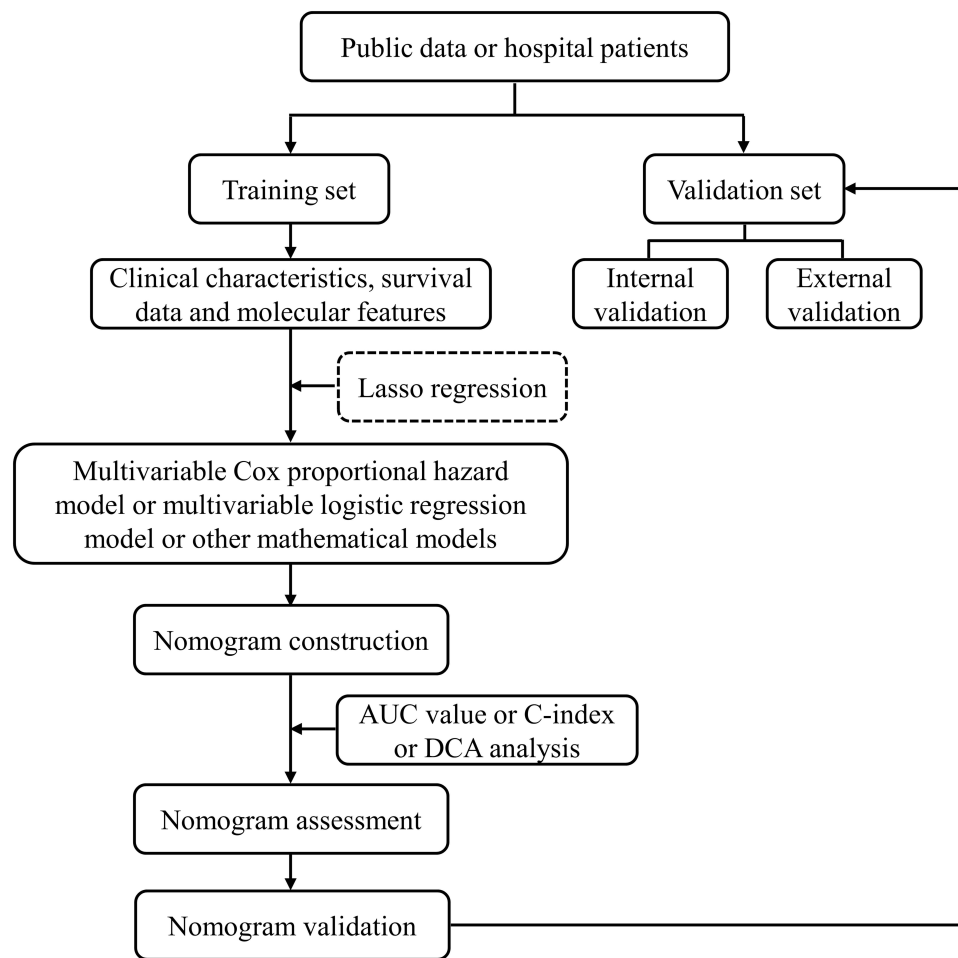 Public data or hospital patients
Training set
Validation set
Clinical characteristics, survival
data and molecular features
Internal
validation
External
validation
Lasso regression
Multivariable Cox proportional hazard
model or multivariable logistic regression
model or other mathematical models
Nomogram construction
AUC value or C-index
or DCA analysis
Nomogram assessment
Nomogram validation